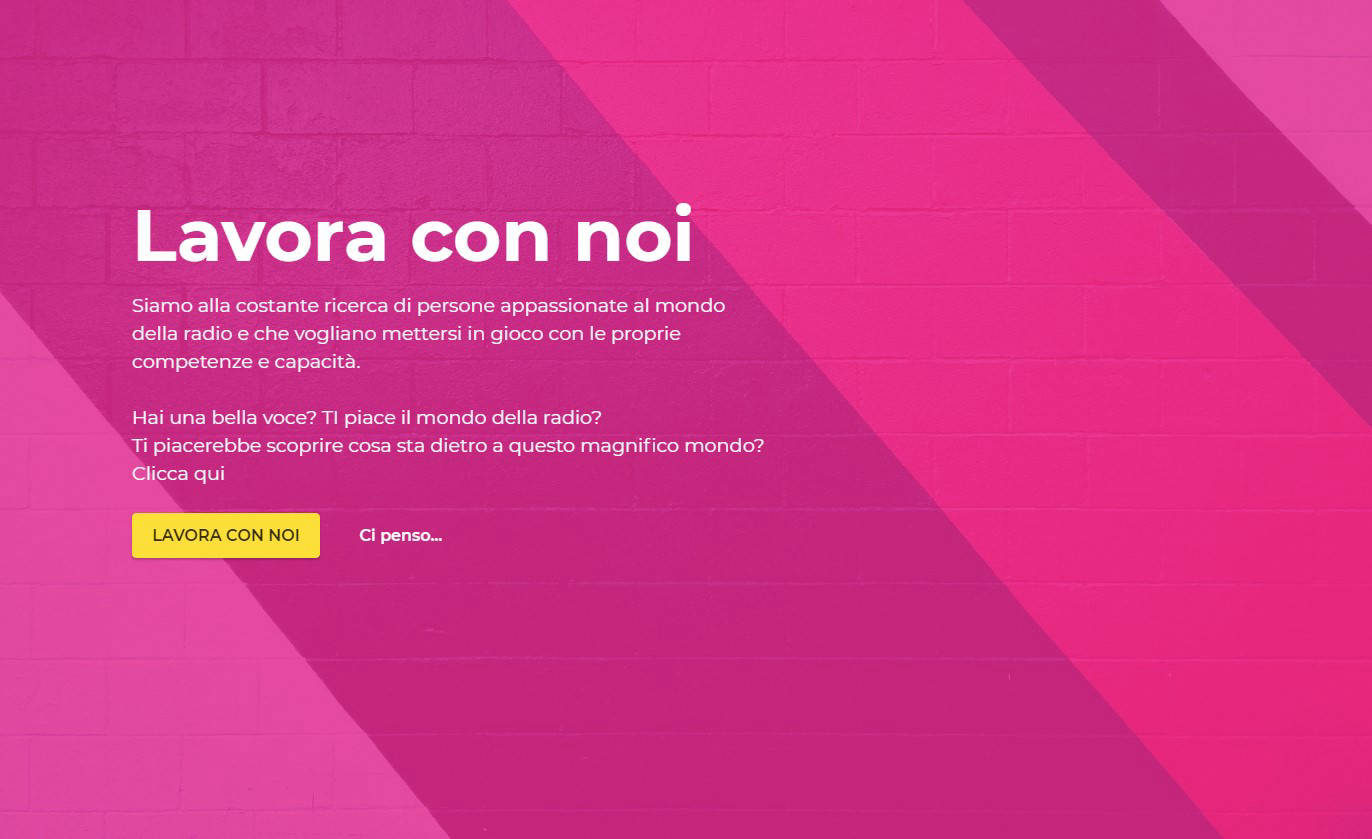 Lavora con noi
Siamo alla costante ricerca di persone appassionate al mondo
della radio e che vogliano mettersi in gioco con le proprie
competenze e capacità.
Hai una bella voce? TI piace il mondo della radio?
Ti piacerebbe scoprire cosa sta dietro a questo magnifico mondo?
Clicca qui
LAVORA CON NOI
Ci penso...